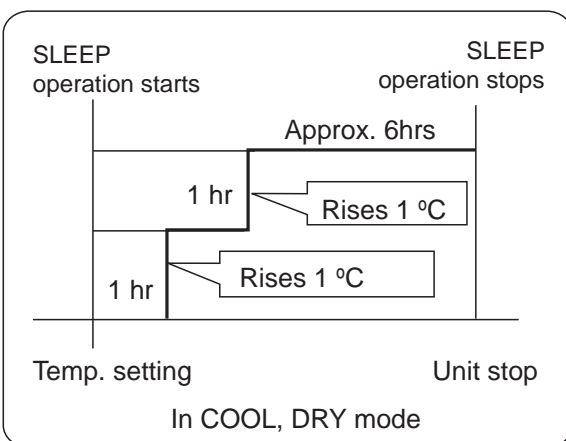 SLEEP
operation starts
SLEEP
operation stops
Approx. 6hrs
1 hr
Rises 1 ºC
1 hr
Rises 1 ºC
Temp. setting
Unit stop
In COOL, DRY mode